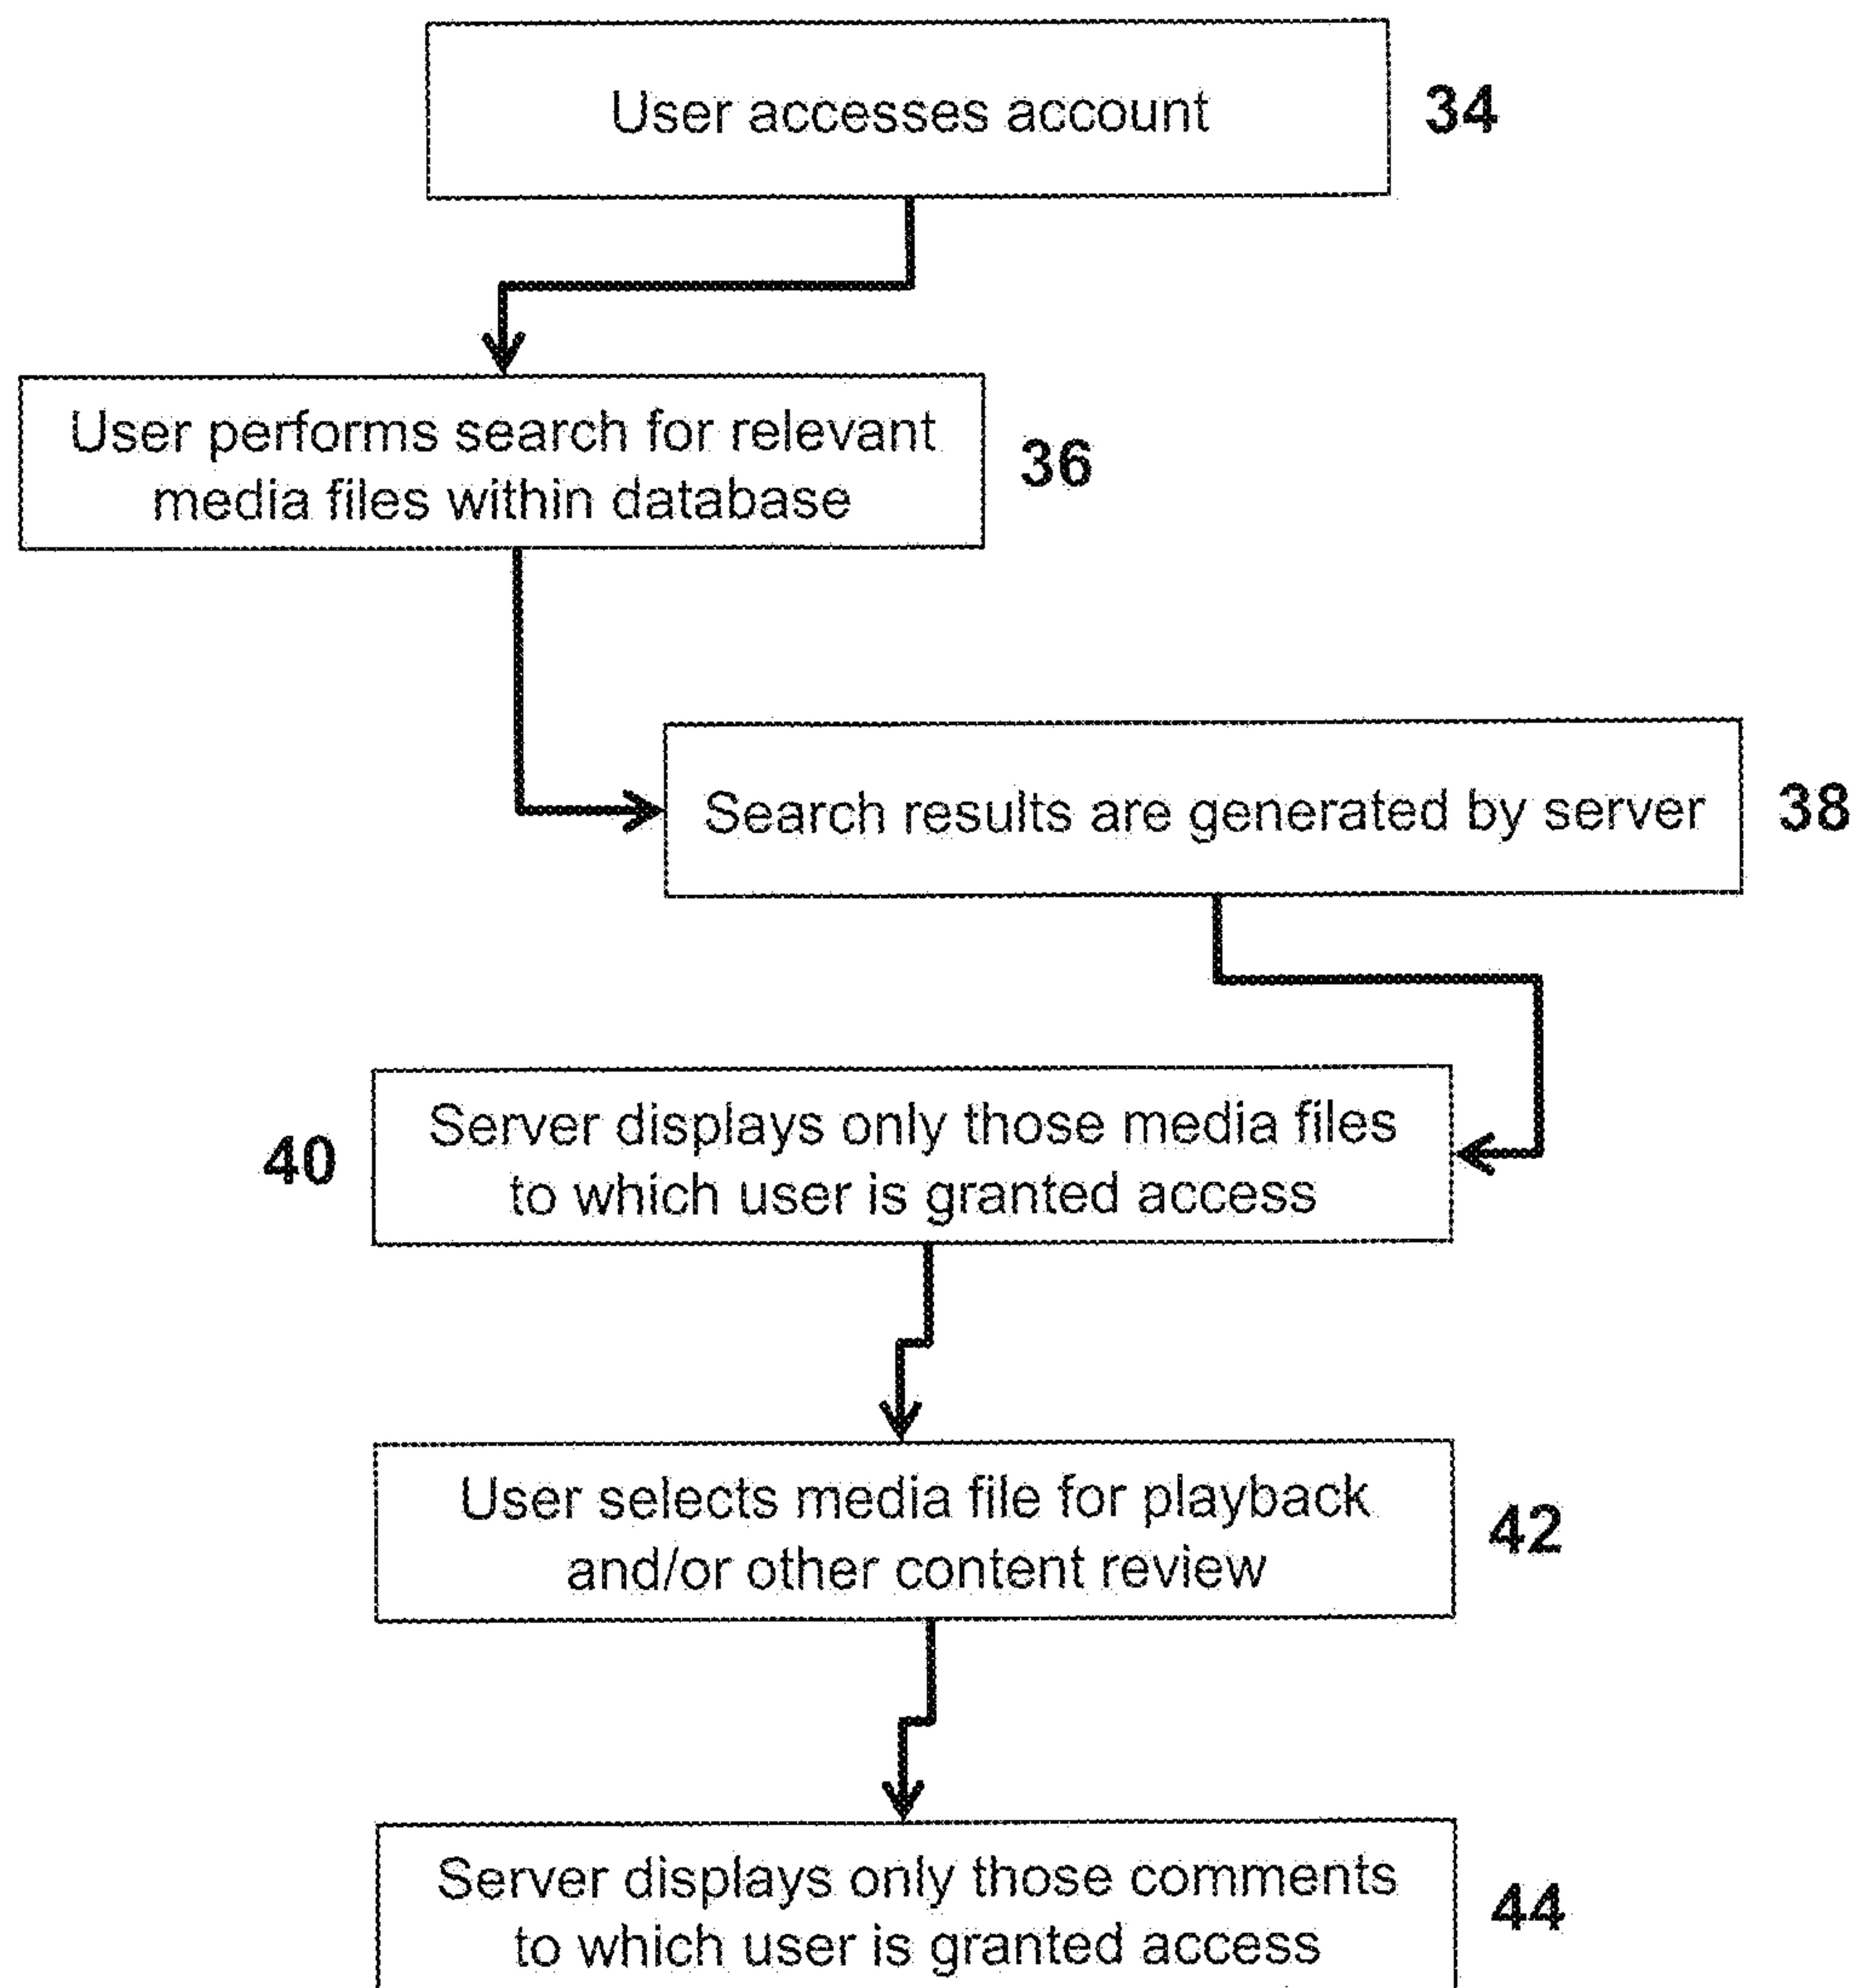 User accesses account
34
User performs search for relevant
media files within database
36
Search results are generated by server
38
40
Server displays only those media files
to which user is granted access
User selects media file for playback
and/or other content review
42
Server displays only those comments
to which user is granted access
44